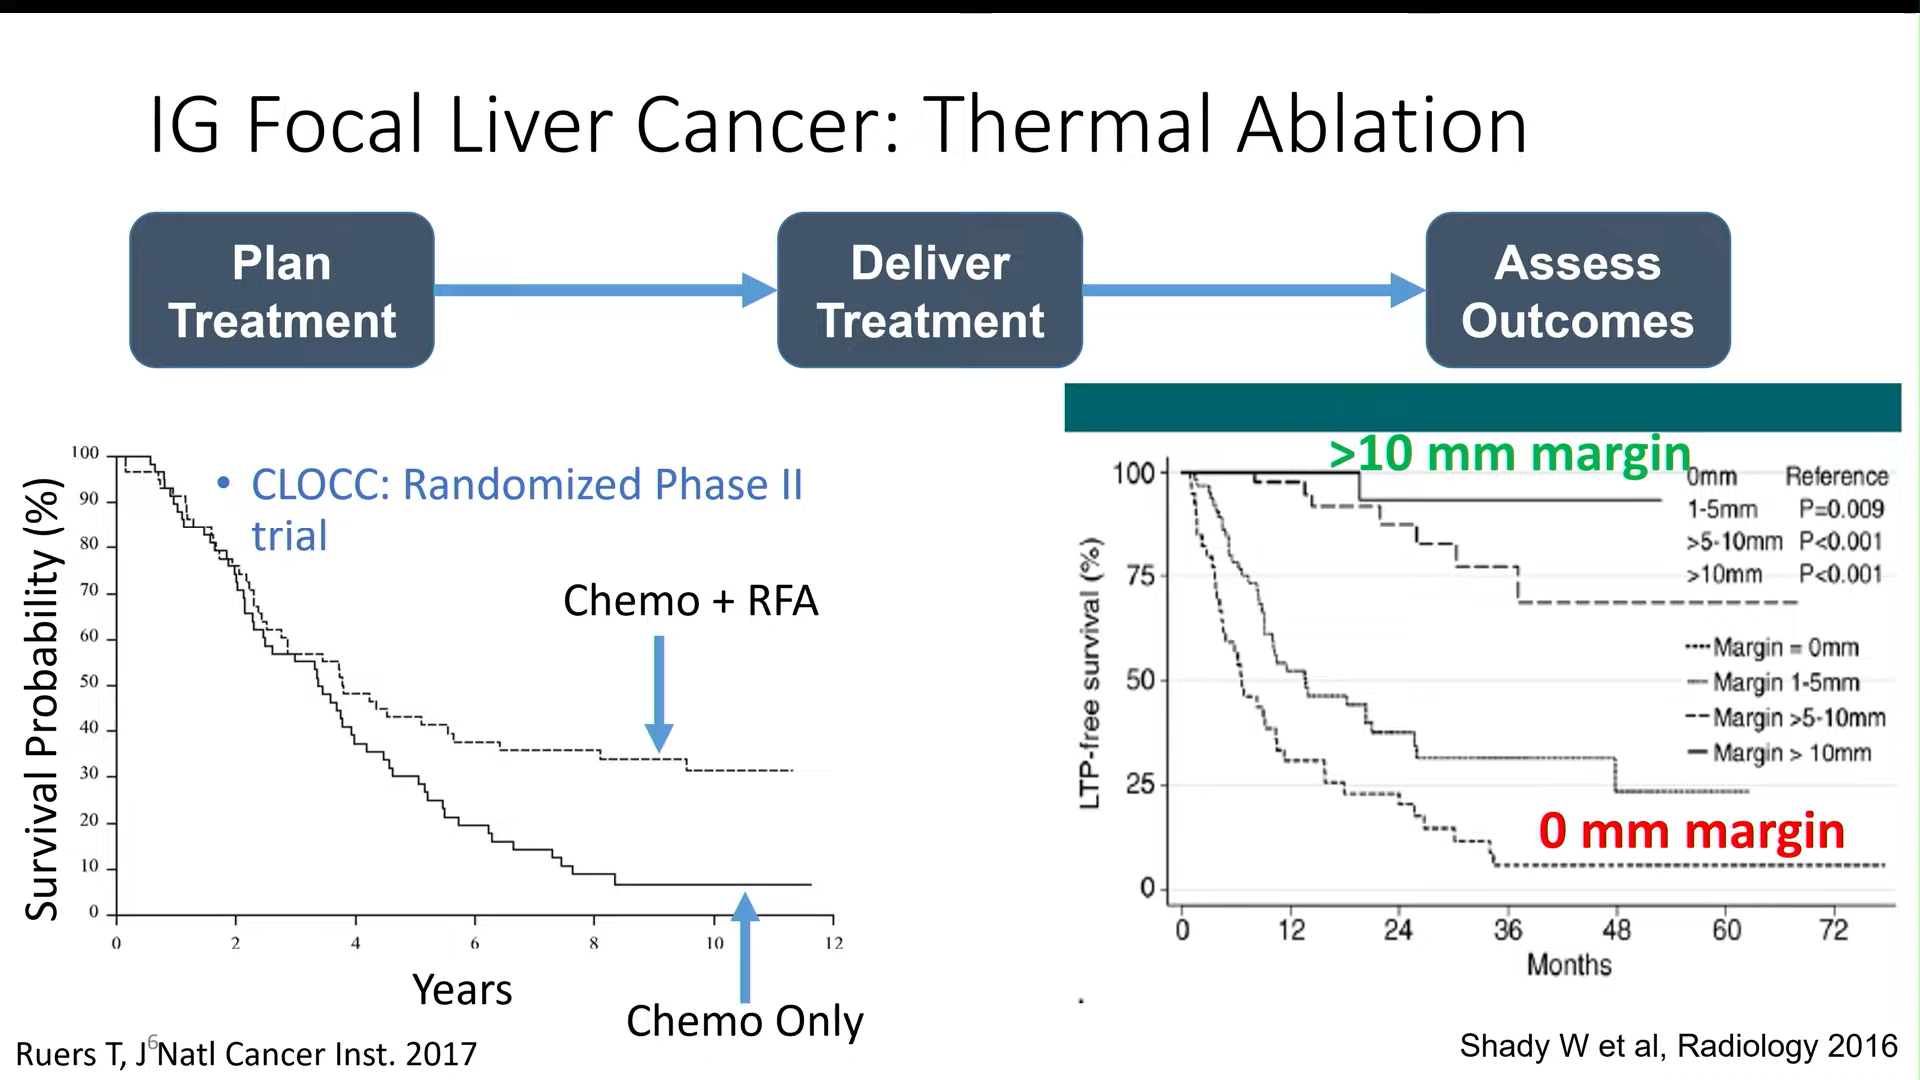 IG Focal Liver Cancer: Thermal Ablation
Plan
Treatment
Deliver
Treatment
Assess
Outcomes
• CLOCC: Randomized Phase II
trial
Survival Probability (%)
100
90
80
70
60
50
40
30
20
10
0
0 2 4 6 8 10 12
Years
Chemo + RFA
Chemo Only
Ruers T, J Natl Cancer Inst. 2017
6
>10 mm margin
LTP-free survival (%)
100
75
50
25
0
0mm Reference
1-5mm P=0.009
>5-10mm P<0.001
>10mm P<0.001
Margin = 0mm
Margin 1-5mm
Margin >5-10mm
Margin > 10mm
0 mm margin
0 12 24 36 48 60 72
Months
Shady W et al, Radiology 2016